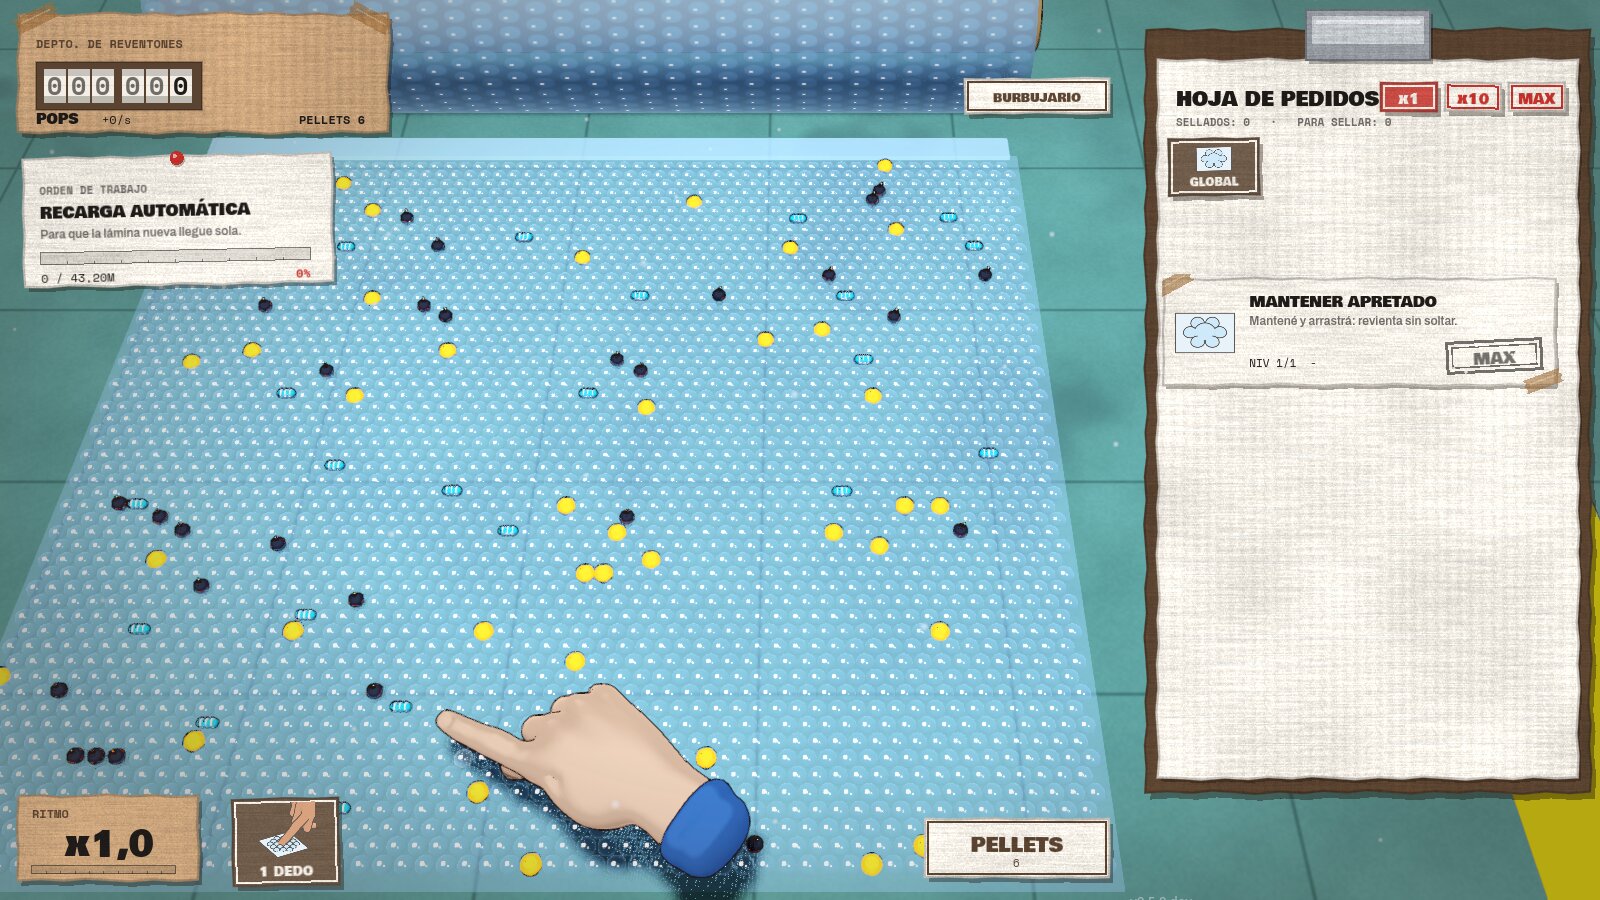 DEPTO. DE REVENTONES
000000
POPS +0/s PELLETS 6
ORDEN DE TRABAJO
RECARGA AUTOMÁTICA
Para que la lámina nueva llegue sola.
0 / 43.20M 0%
BURBUJARIO
HOJA DE PEDIDOS x1 x10 MAX
SELLADOS: 0 · PARA SELLAR: 0
GLOBAL
MANTENER APRETADO
Mantené y arrastrá: revienta sin soltar.
NIV 1/1 - MAX
RITMO
x1,0
1 DEDO
PELLETS
6